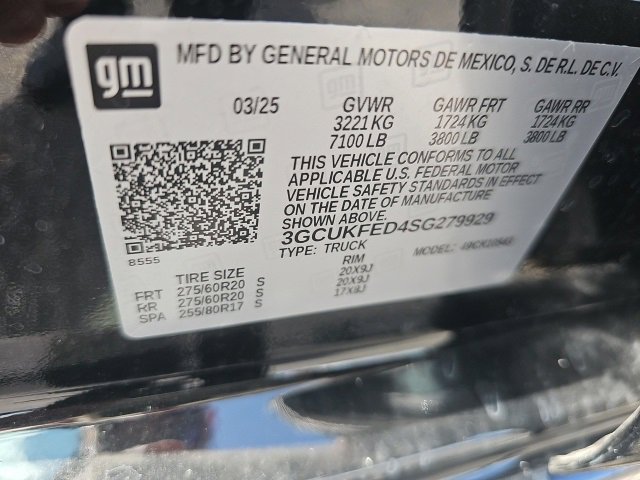 gm
MFD BY GENERAL MOTORS DE MEXICO, S. DE R.L. DE C.V.
03/25 GVWR GAWR FRT GAWR RR
3221 KG 1724 KG 1724 KG
7100 LB 3800 LB 3800 LB
THIS VEHICLE CONFORMS TO ALL
APPLICABLE U.S. FEDERAL MOTOR
VEHICLE SAFETY STANDARDS IN EFFECT
ON THE DATE OF MANUFACTURE
SHOWN ABOVE.
3GCUKFED4SG279929
TYPE: TRUCK MODEL:
8555
TIRE SIZE RIM
FRT 275/60R20 S 20X9J
RR 275/60R20 S 20X9J
SPA 255/80R17 S 17X8J